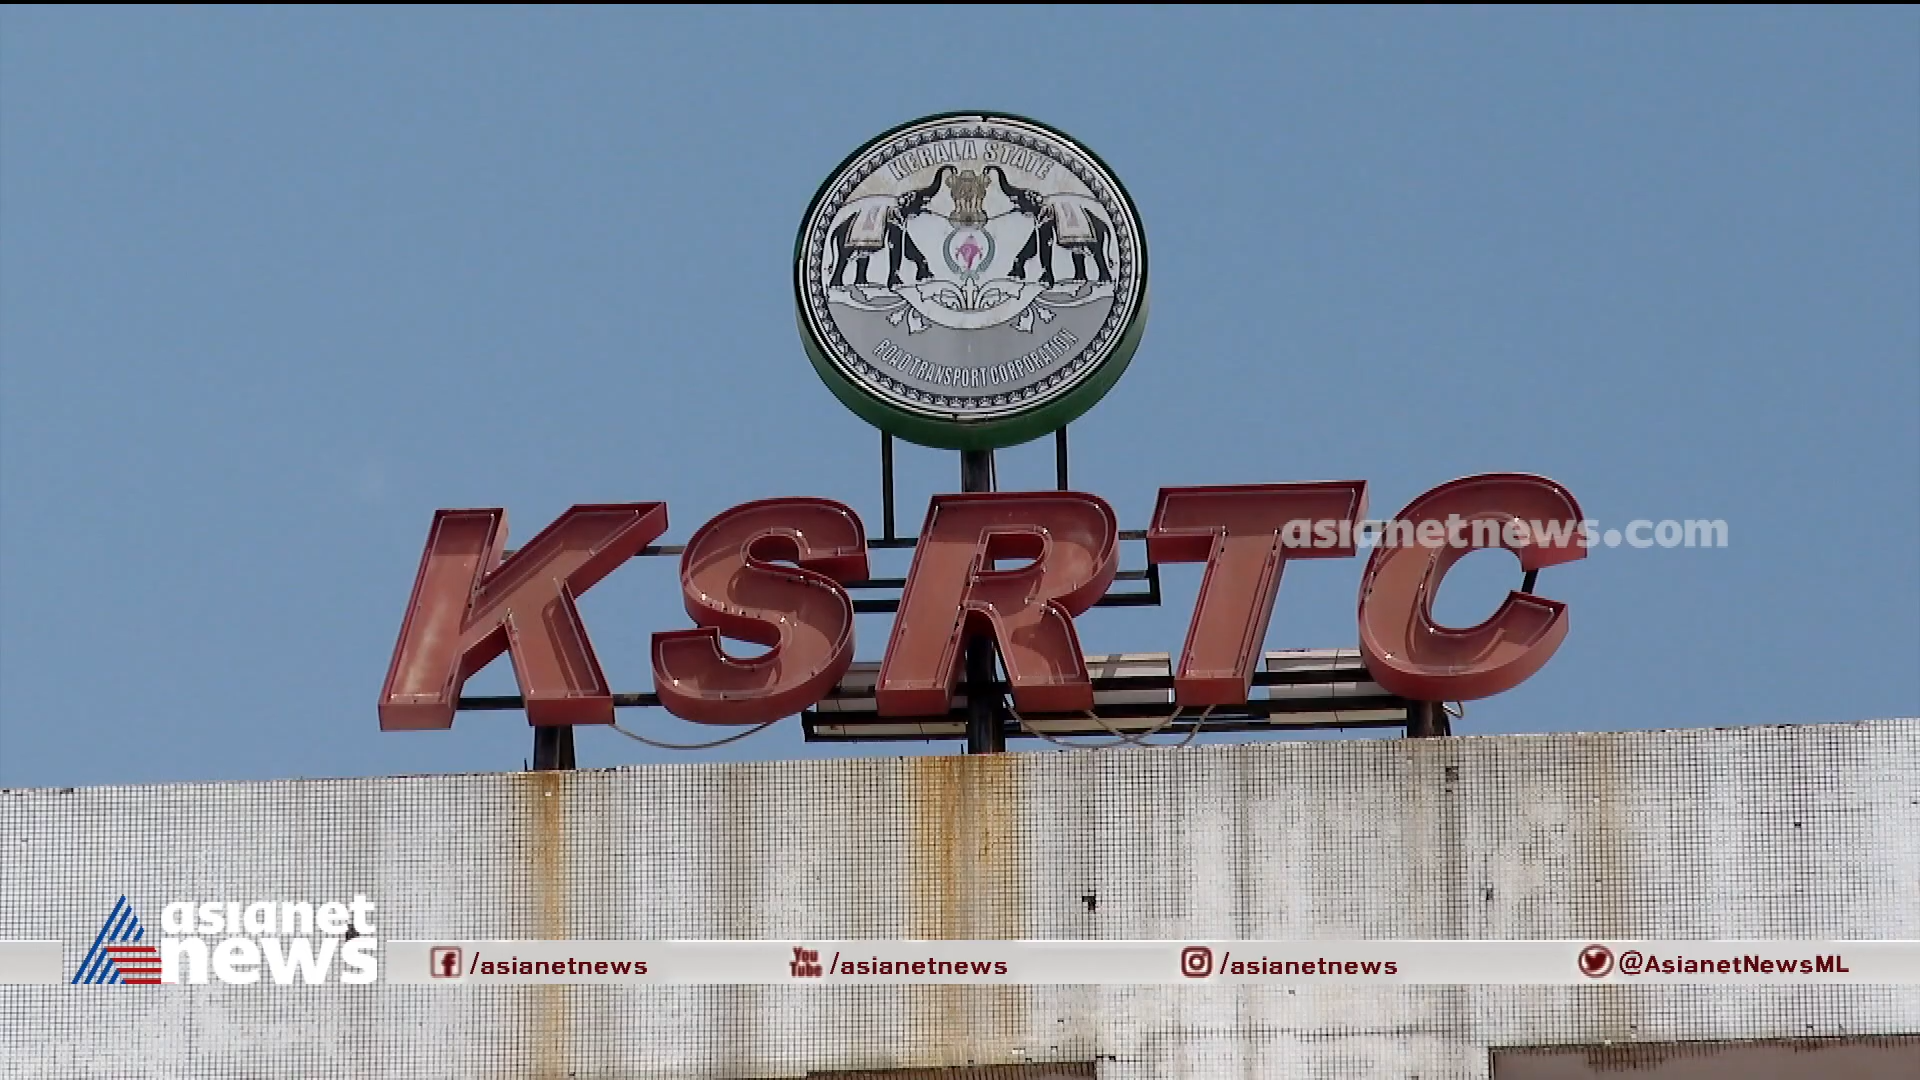 KERALA STATE
ROAD TRANSPORT CORPORATION
KSRTC
asianetnews.com
asianet
news
/asianetnews
You
Tube
/asianetnews
/asianetnews
@AsianetNewsML